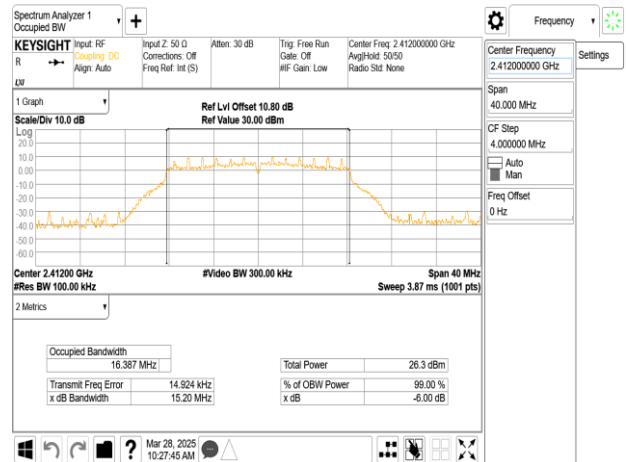 Spectrum Analyzer 1
Occupied BW
Frequency
KEYSIGHT
R
LXI
Input: RF
Coupling: DC
Align: Auto
Input Z: 50 Ω
Corrections: Off
Freq Ref: Int (S)
Atten: 30 dB
Trig: Free Run
Gate: Off
#IF Gain: Low
Center Freq: 2.412000000 GHz
Avg|Hold: 50/50
Radio Std: None
Center Frequency
2.412000000 GHz
Settings
Span
40.000 MHz
CF Step
4.000000 MHz
Auto
Man
Freq Offset
0 Hz
1 Graph
Scale/Div 10.0 dB
Ref Lvl Offset 10.80 dB
Ref Value 30.00 dBm
Log
20.0
10.0
0.00
-10.0
-20.0
-30.0
-40.0
-50.0
-60.0
Center 2.41200 GHz
#Res BW 100.00 kHz
#Video BW 300.00 kHz
Span 40 MHz
Sweep 3.87 ms (1001 pts)
2 Metrics
Occupied Bandwidth
16.387 MHz
Transmit Freq Error 14.924 kHz
x dB Bandwidth 15.20 MHz
Total Power 26.3 dBm
% of OBW Power 99.00 %
x dB -6.00 dB
?
Mar 28, 2025
10:27:45 AM